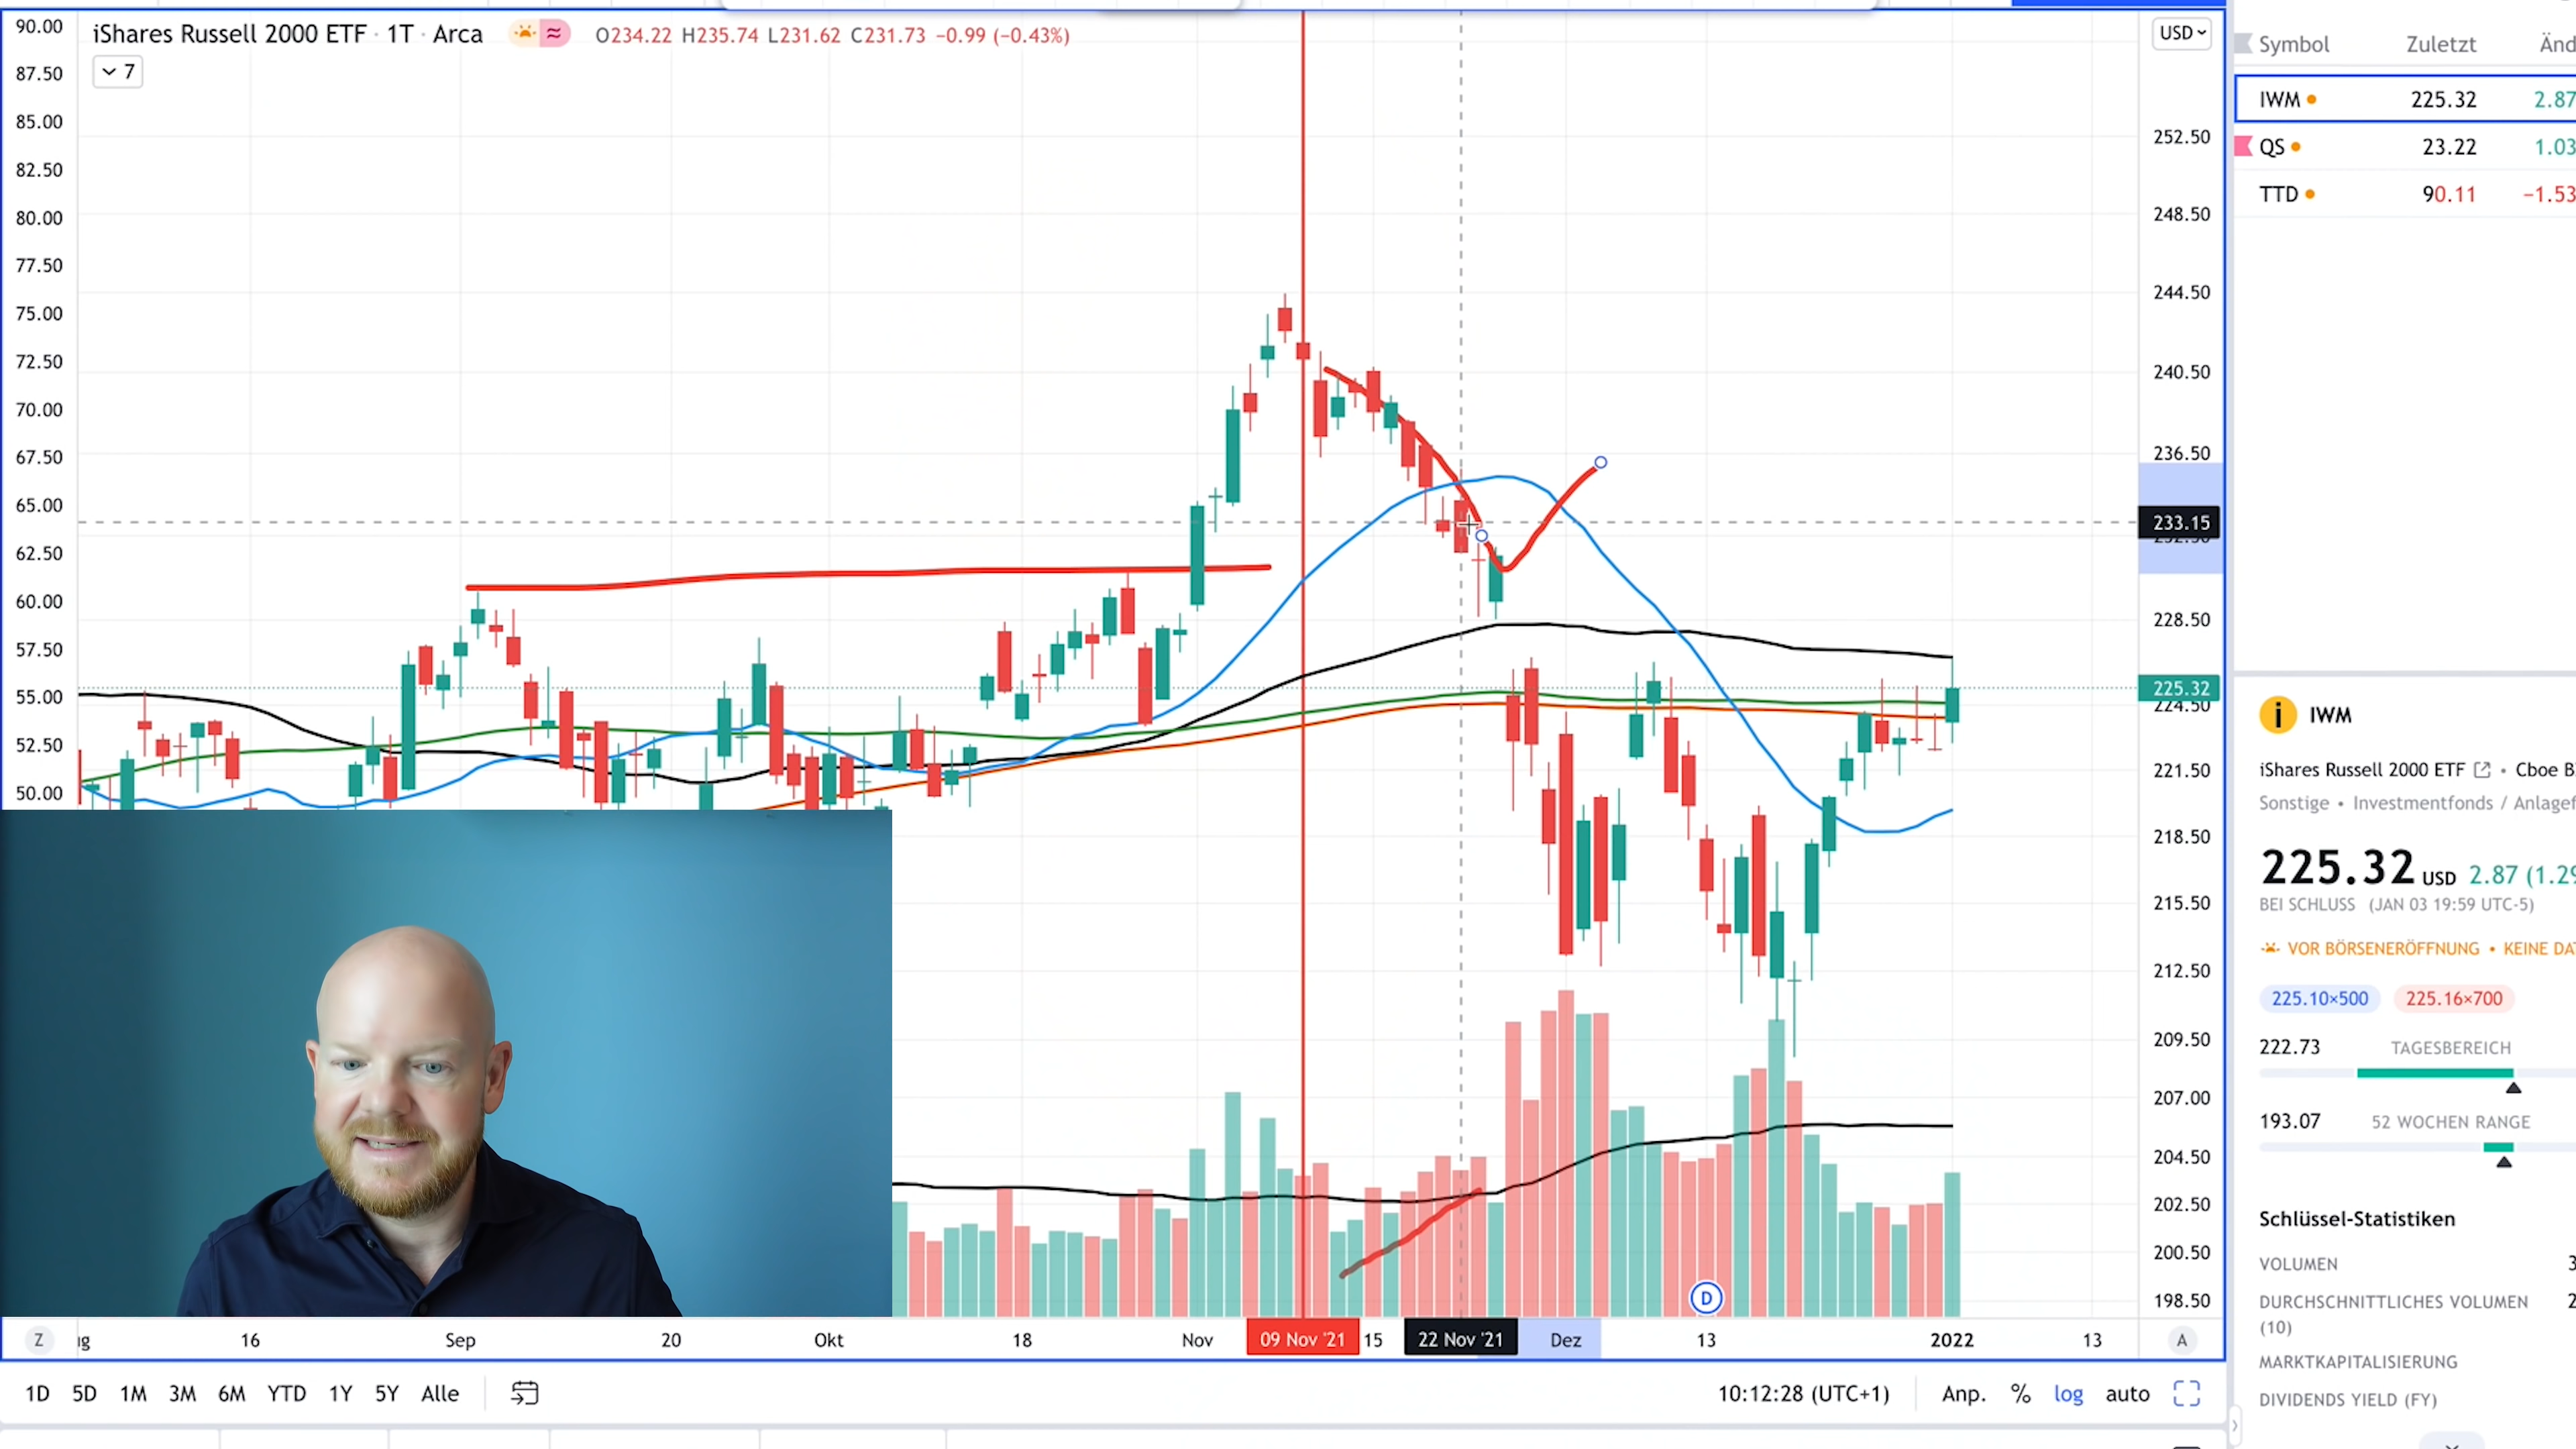 iShares Russell 2000 ETF · 1T · Arca
O234.22 H235.74 L231.62 C231.73 −0.99 (−0.43%)
7
90.00
87.50
85.00
82.50
80.00
77.50
75.00
72.50
70.00
67.50
65.00
62.50
60.00
57.50
55.00
52.50
50.00
USD
252.50
248.50
244.50
240.50
236.50
233.15
228.50
225.32
224.50
221.50
218.50
215.50
212.50
209.50
207.00
204.50
202.50
200.50
198.50
D
Z
16
Sep
20
Okt
18
Nov
09 Nov '21
15
22 Nov '21
Dez
13
2022
13
A
1D 5D 1M 3M 6M YTD 1Y 5Y Alle
10:12:28 (UTC+1)
Anp. % log auto
Symbol Zuletzt
IWM 225.32 2.87
QS 23.22 1.03
TTD 90.11 −1.53
IWM
iShares Russell 2000 ETF • Cboe
Sonstige • Investmentfonds /
225.32 USD 2.87
BEI SCHLUSS (JAN 03 19:59 UTC-5)
VOR BÖRSENERÖFFNUNG • KEINE
225.10×500 225.16×700
222.73 TAGESBEREICH
193.07 52 WOCHEN RANGE
Schlüssel-Statistiken
VOLUMEN
DURCHSCHNITTLICHES VOLUMEN
(10)
MARKTKAPITALISIERUNG
DIVIDENDS YIELD (FY)